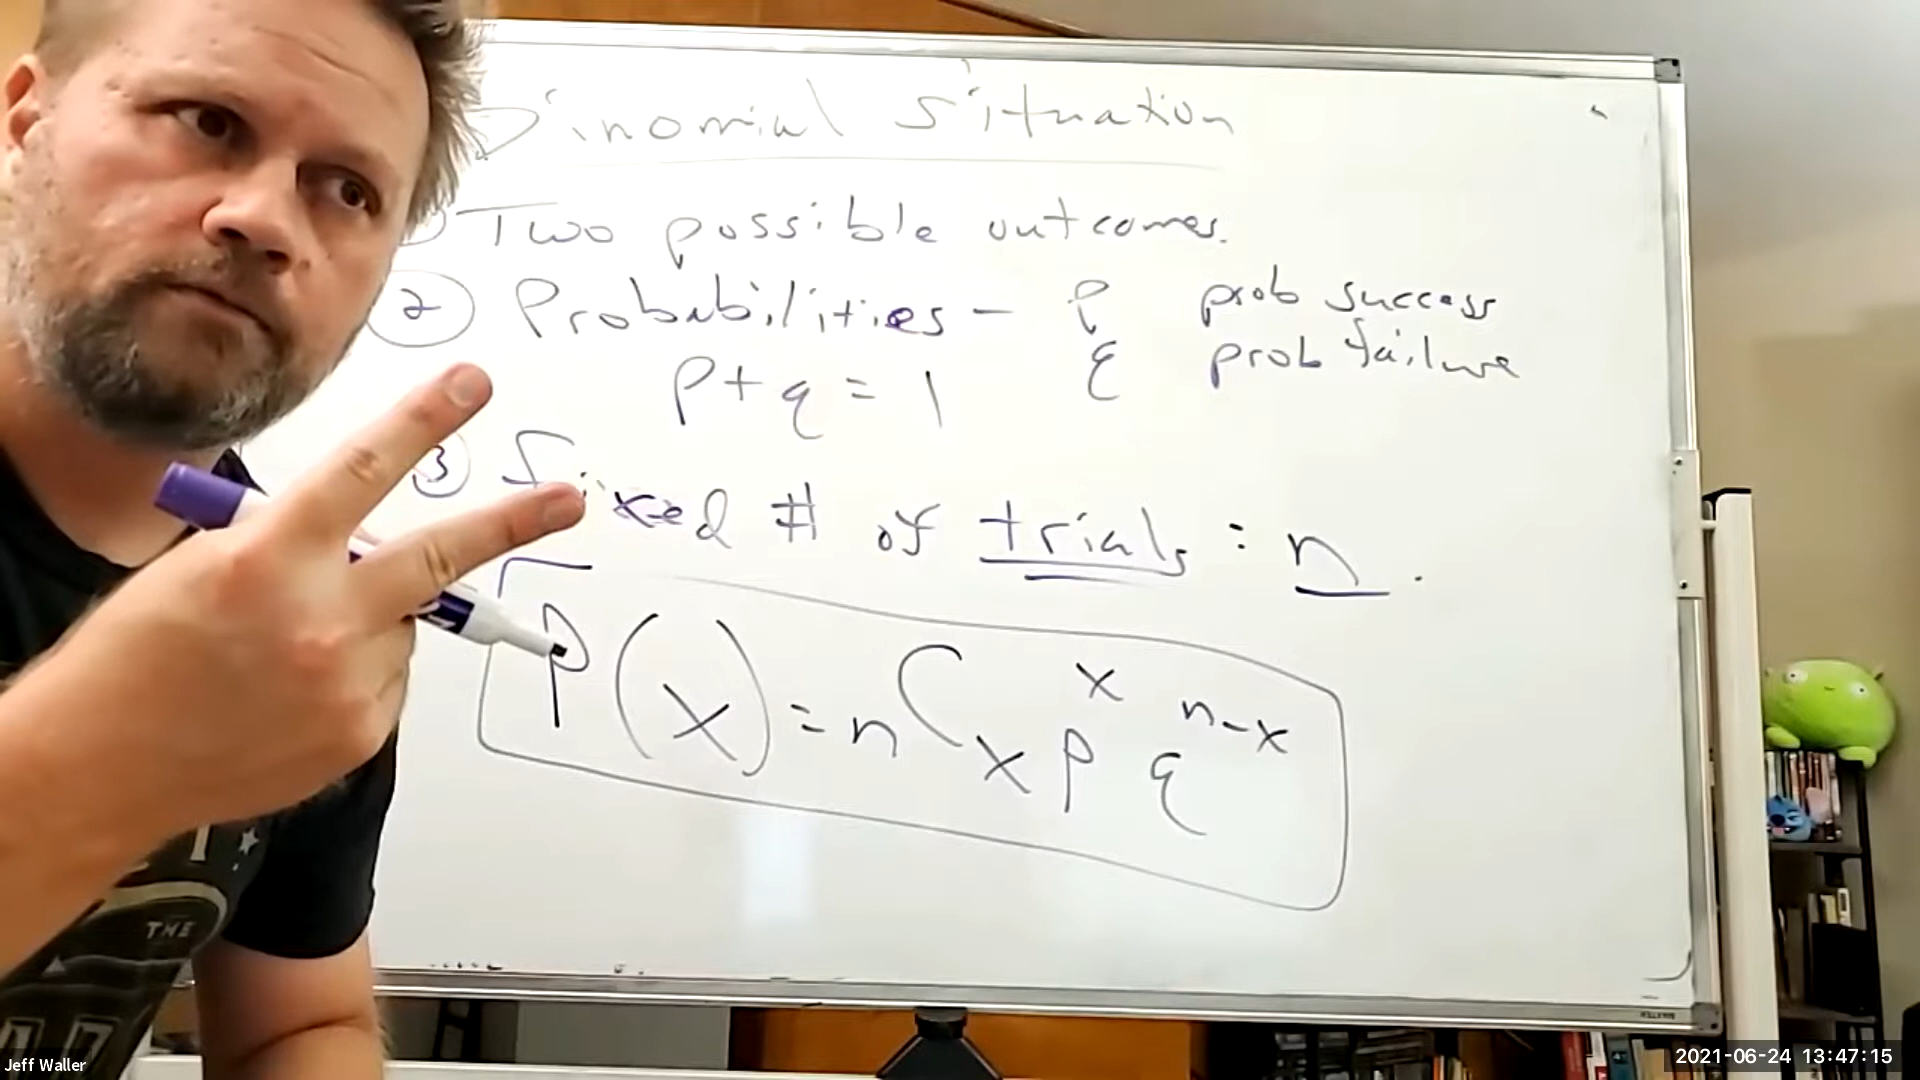 Binomial Situation
① Two possible outcomes.
② Probabilities - p prob success
q prob failure
p + q = 1
③ fixed # of trials : n .
P(x) = nCx p^x q^n-x
THE
Jeff Waller
2021-06-24 13:47:15